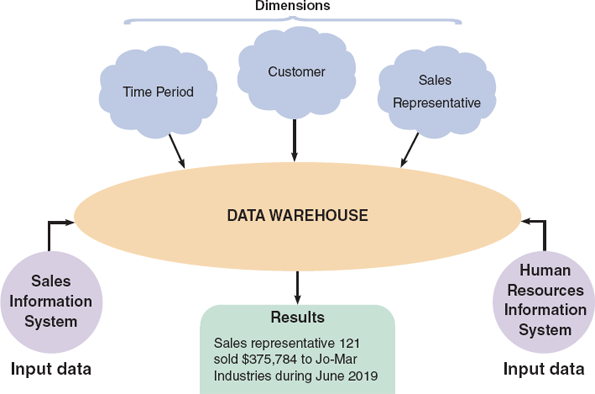 Dimensions
Time Period
Customer
Sales
Representative
DATA WAREHOUSE
Sales
Information
System
Input data
Results
Sales representative 121
sold $375,784 to Jo-Mar
Industries during June 2019
Human
Resources
Information
System
Input data